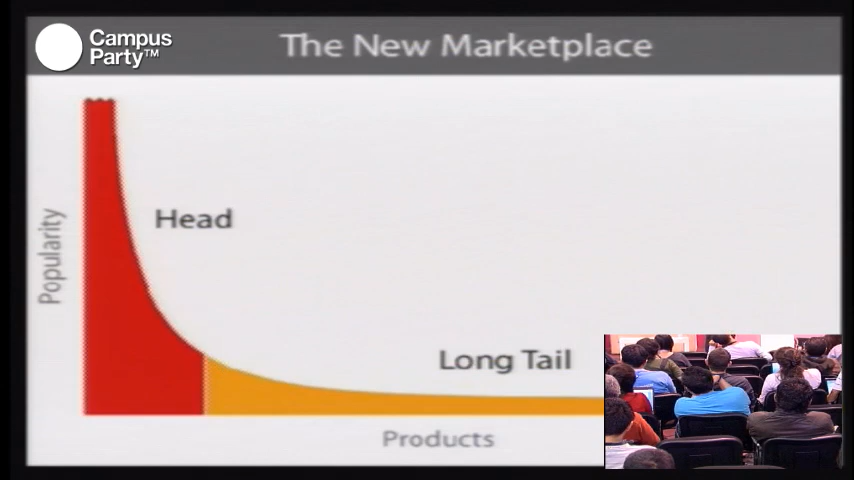 Campus
Party™
The New Marketplace
Head
Popularity
Long Tail
Products